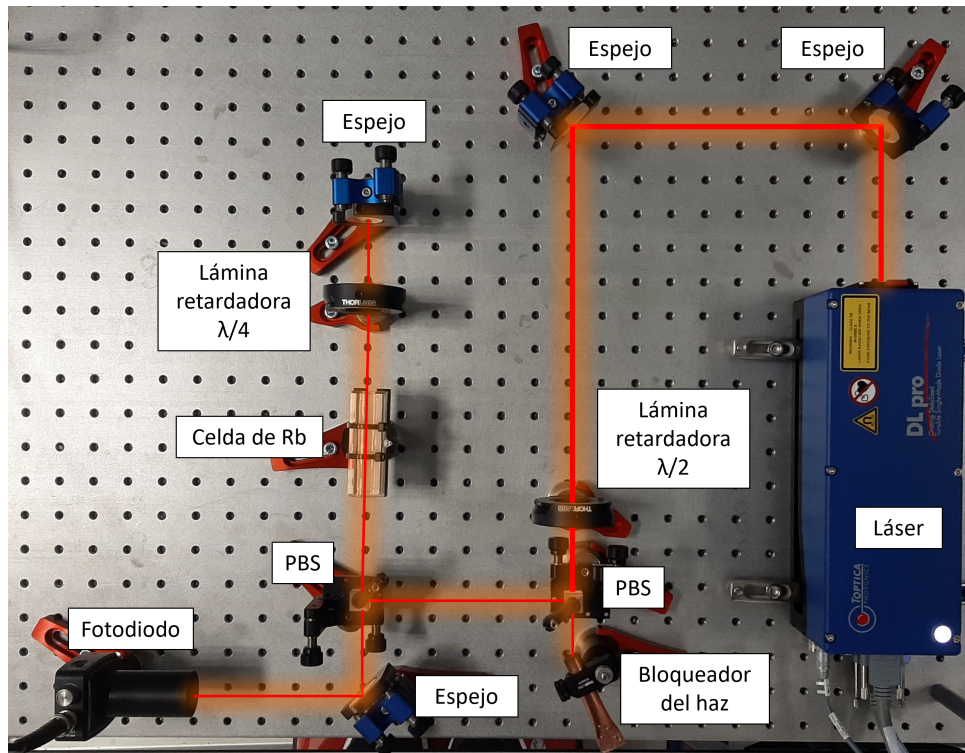 Espejo
Espejo
Espejo
Lámina
retardadora
λ/4
THORLABS
Celda de Rb
Lámina
retardadora
λ/2
THORLABS
DL pro
Láser
TOPTICA
PHOTONICS
PBS
PBS
Fotodiodo
Espejo
Bloqueador
del haz